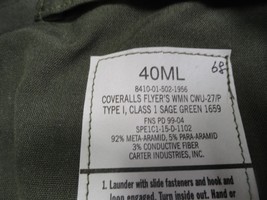 68
40ML
8410-01-502-1956
COVERALLS FLYER'S WMN CWU-27/P
TYPE I, CLASS 1 SAGE GREEN 1659
FNS PD 99-04
SPE1C1-15-D-1102
92% META-ARAMID, 5% PARA-ARAMID
3% CONDUCTIVE FIBER
CARTER INDUSTRIES, INC.
1. Launder with slide fasteners and hook and
loop engaged. Turn inside out. Hand or